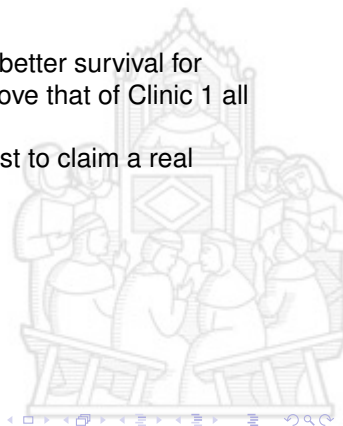 better survival for
ove that of Clinic 1 all
st to claim a real